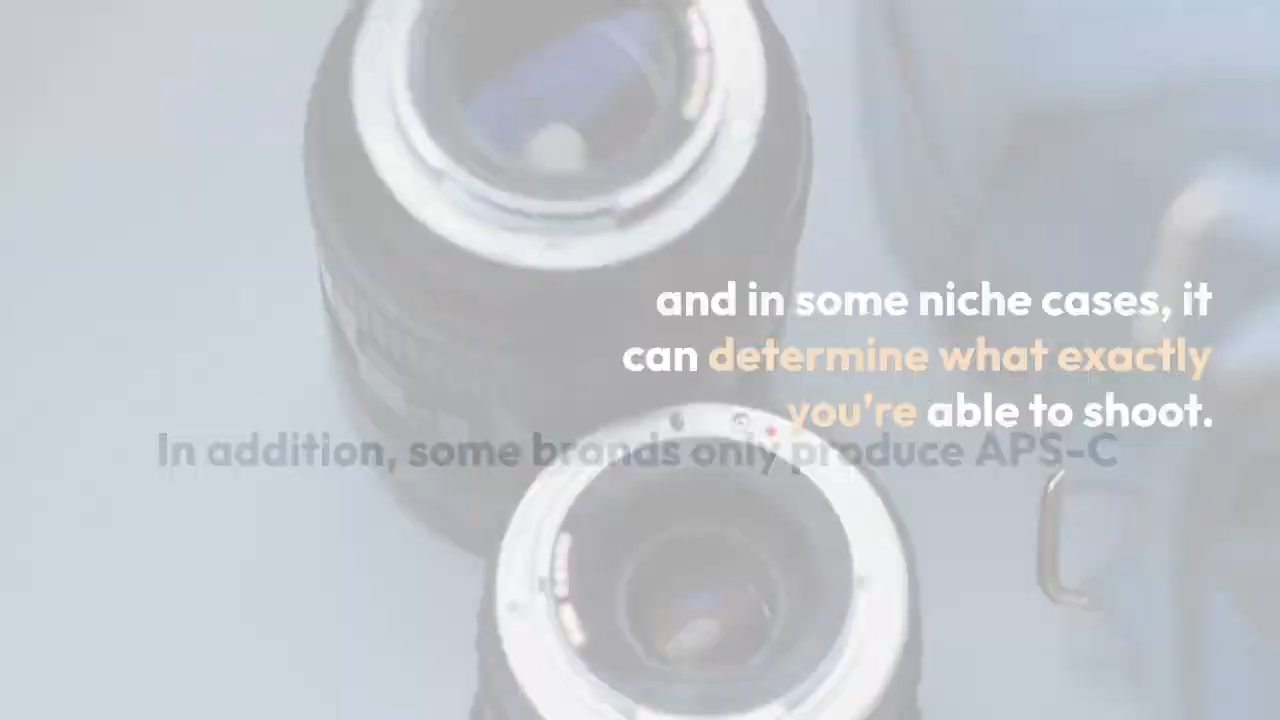 and in some niche cases, it
can determine what exactly
you're able to shoot.
In addition, some brands only produce APS-C